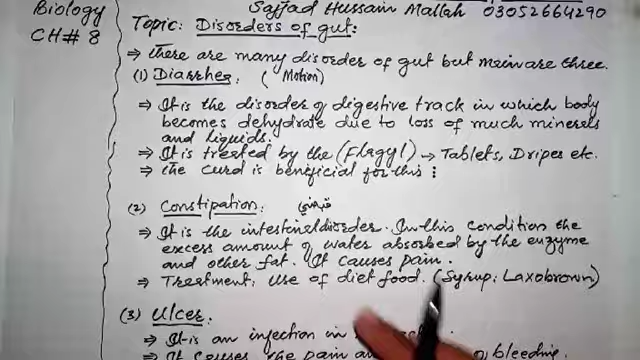 Biology
CH# 8
Sajjad Hussain Mallah 03052664290
Topic: Disorders of gut:
⇒ There are many disorder of gut but main are three.
(1) Diarrhea: (Motion)
⇒ It is the disorder of digestive track in which body
becomes dehydrate due to loss of much minerals
and liquids.
⇒ It is treated by the (Flagyl) → Tablets, Dripes etc.
⇒ The curd is beneficial for this :
(2) Constipation: قبضي
⇒ It is the intestinal disorder. In this condition the
excess amount of water absorbed by the enzyme
and other fat. It causes pain.
⇒ Treatment: Use of diet food. (Syrup: Laxobrown)
(3) Ulcer:
⇒ It is an infection in
⇒ It causes the pain an of bleeding.